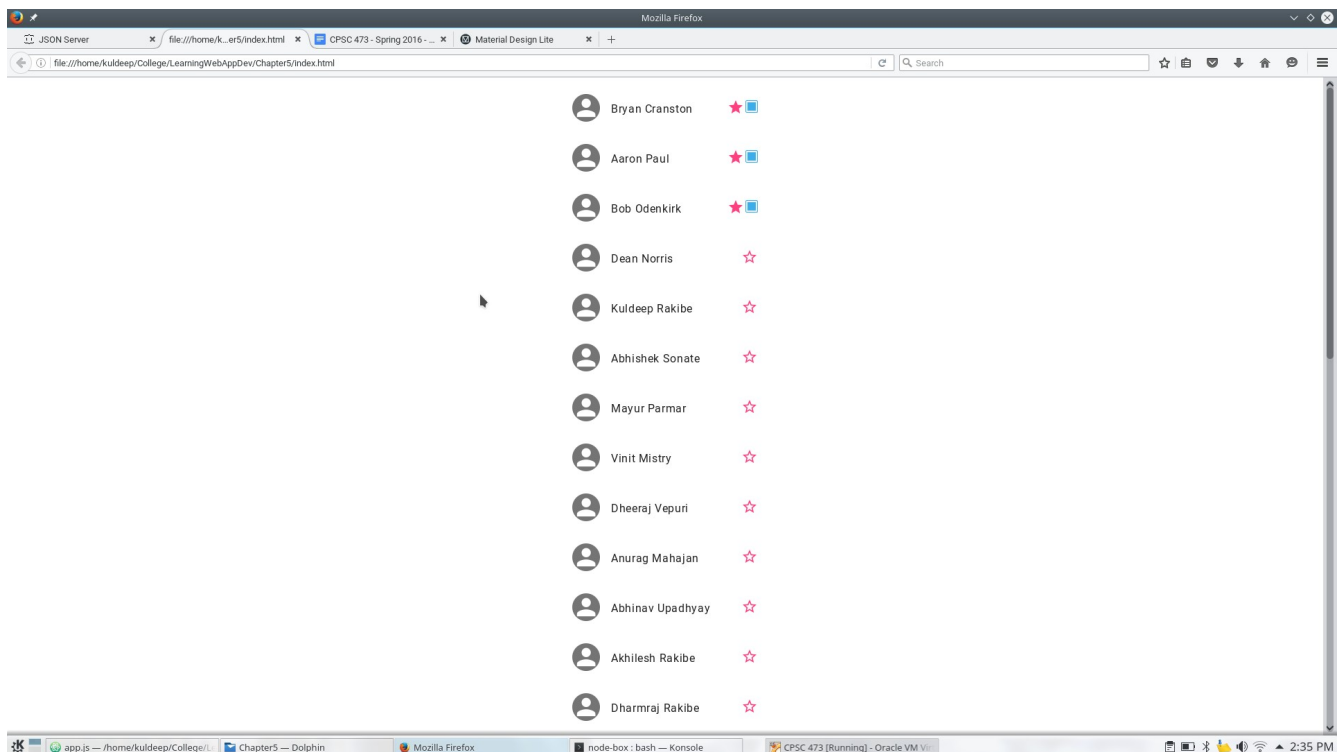 Mozilla Firefox
JSON Server
file:///home/k...er5/index.html
CPSC 473 - Spring 2016 - ...
Material Design Lite
file:///home/kuldeep/College/LearningWebAppDev/Chapter5/index.html
Search
Bryan Cranston
Aaron Paul
Bob Odenkirk
Dean Norris
Kuldeep Rakibe
Abhishek Sonate
Mayur Parmar
Vinit Mistry
Dheeraj Vepuri
Anurag Mahajan
Abhinav Upadhyay
Akhilesh Rakibe
Dharmraj Rakibe
app.js — /home/kuldeep/College/L
Chapter5 — Dolphin
Mozilla Firefox
node-box : bash — Konsole
CPSC 473 [Running] - Oracle VM Vir
2:35 PM